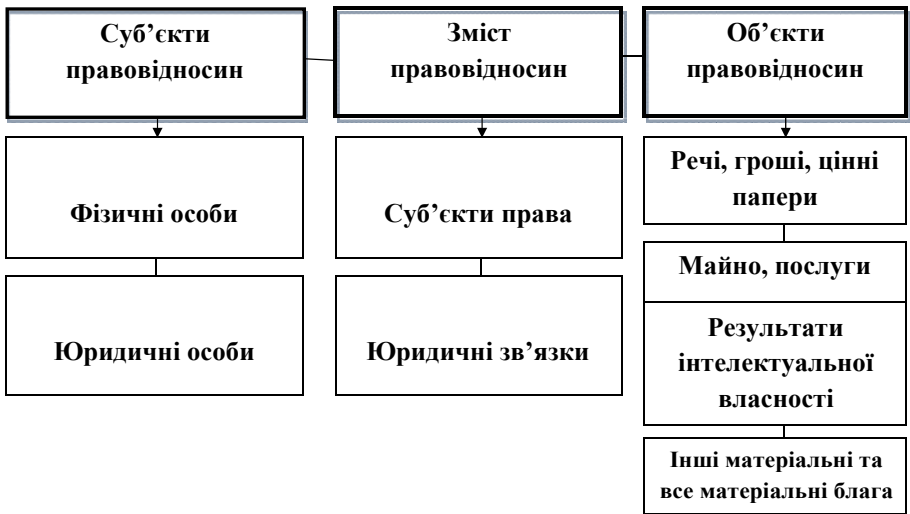 Суб’єкти
правовідносин
Зміст
правовідносин
Об’єкти
правовідносин
Фізичні особи
Юридичні особи
Суб’єкти права
Юридичні зв’язки
Речі, гроші, цінні
папери
Майно, послуги
Результати
інтелектуальної
власності
Інші матеріальні та
все матеріальні блага